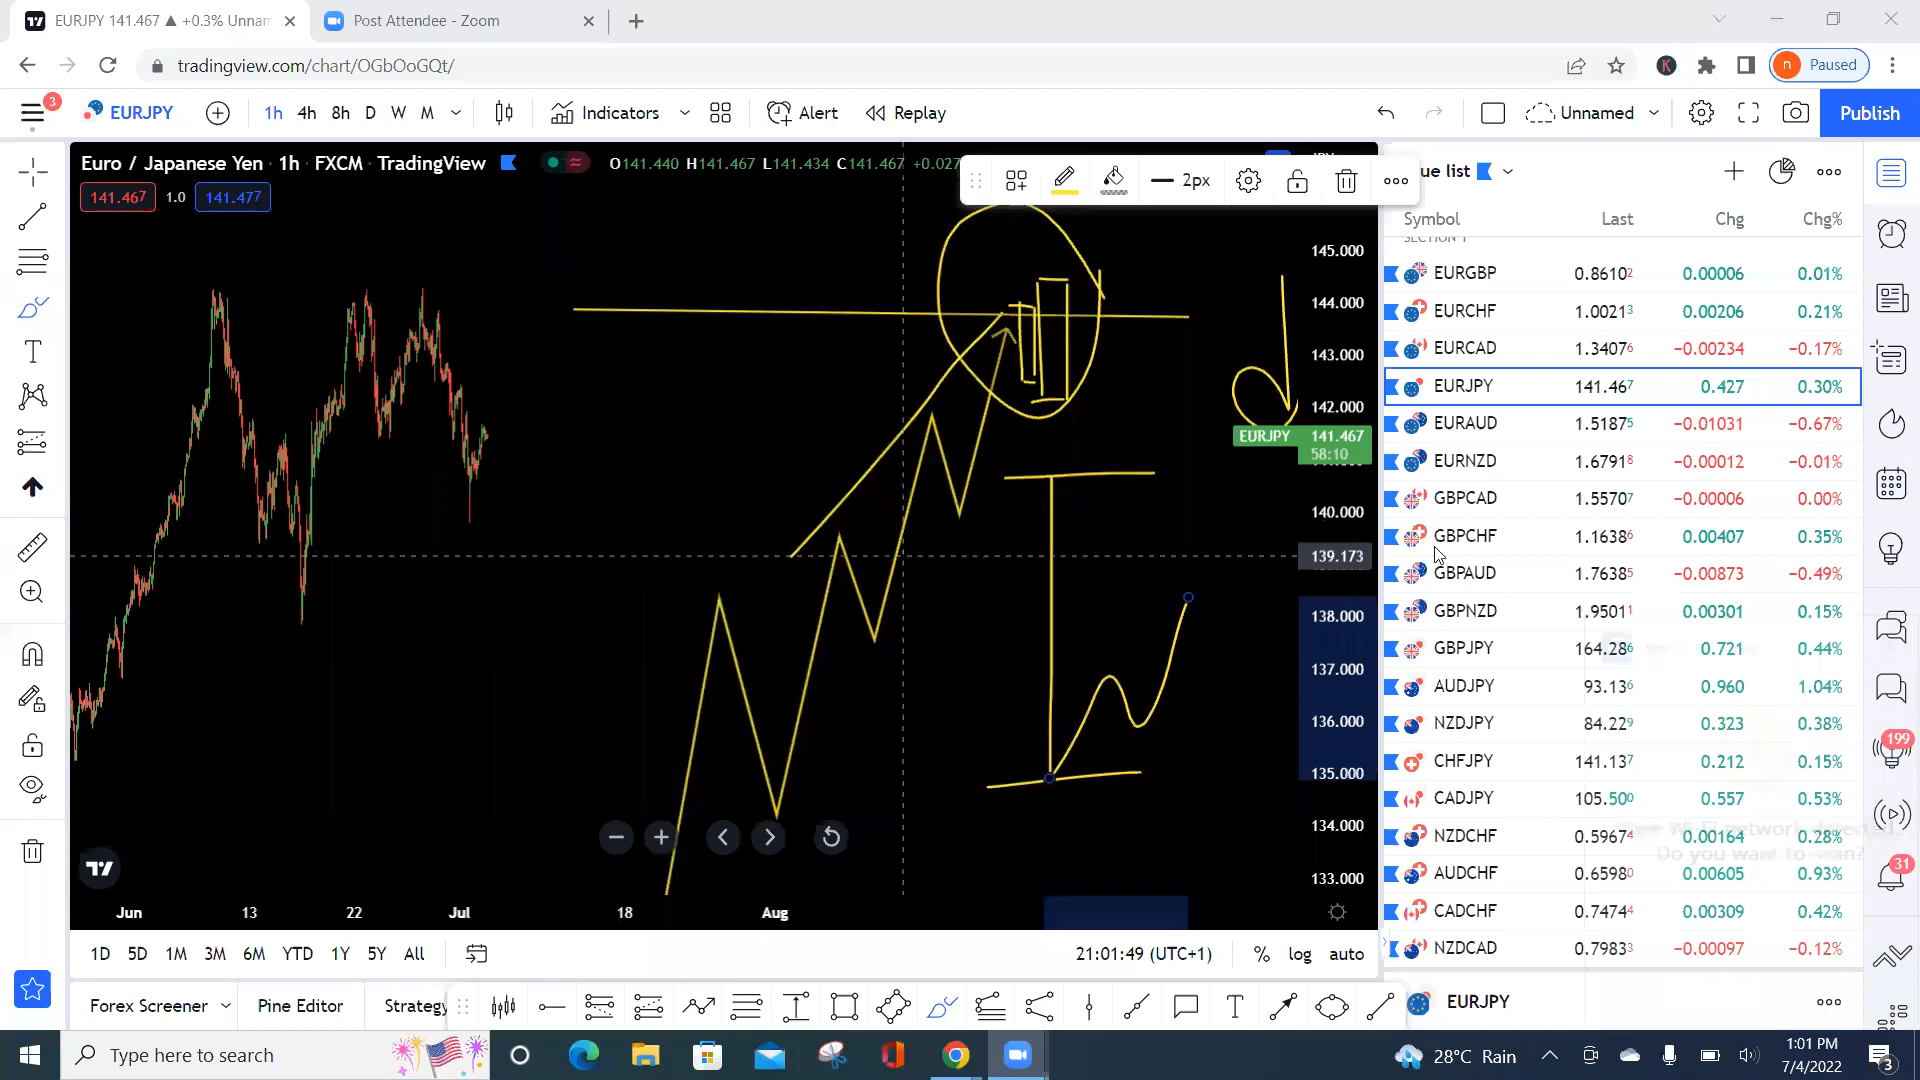 EURJPY 141.467 ▲ +0.3% Unnam
Post Attendee - Zoom
tradingview.com/chart/OGbOoGQt/
K
n Paused
3
EURJPY
1h 4h 8h D W M
Indicators
Alert
Replay
Unnamed
Publish
Euro / Japanese Yen · 1h · FXCM · TradingView
O141.440 H141.467 L141.434 C141.467 +0.027
141.467 1.0 141.477
2px
ue list
Symbol Last Chg Chg%
EURGBP 0.86102 0.00006 0.01%
EURCHF 1.00213 0.00206 0.21%
EURCAD 1.34076 −0.00234 −0.17%
EURJPY 141.467 0.427 0.30%
EURAUD 1.51875 −0.01031 −0.67%
EURNZD 1.67918 −0.00012 −0.01%
GBPCAD 1.55707 −0.00006 0.00%
GBPCHF 1.16386 0.00407 0.35%
GBPAUD 1.76385 −0.00873 −0.49%
GBPNZD 1.95011 0.00301 0.15%
GBPJPY 164.286 0.721 0.44%
AUDJPY 93.136 0.960 1.04%
NZDJPY 84.229 0.323 0.38%
CHFJPY 141.137 0.212 0.15%
CADJPY 105.500 0.557 0.53%
NZDCHF 0.59674 0.00164 0.28%
AUDCHF 0.65980 0.00605 0.93%
CADCHF 0.74744 0.00309 0.42%
NZDCAD 0.79833 −0.00097 −0.12%
Do you want to scan?
199
31
145.000
144.000
143.000
142.000
EURJPY 141.467
58:10
140.000
139.173
138.000
137.000
136.000
135.000
134.000
133.000
d
Jun 13 22 Jul 18 Aug
1D 5D 1M 3M 6M YTD 1Y 5Y All
21:01:49 (UTC+1) % log auto
Forex Screener
Pine Editor
Strategy
EURJPY
Type here to search
28°C Rain
1:01 PM
7/4/2022
3